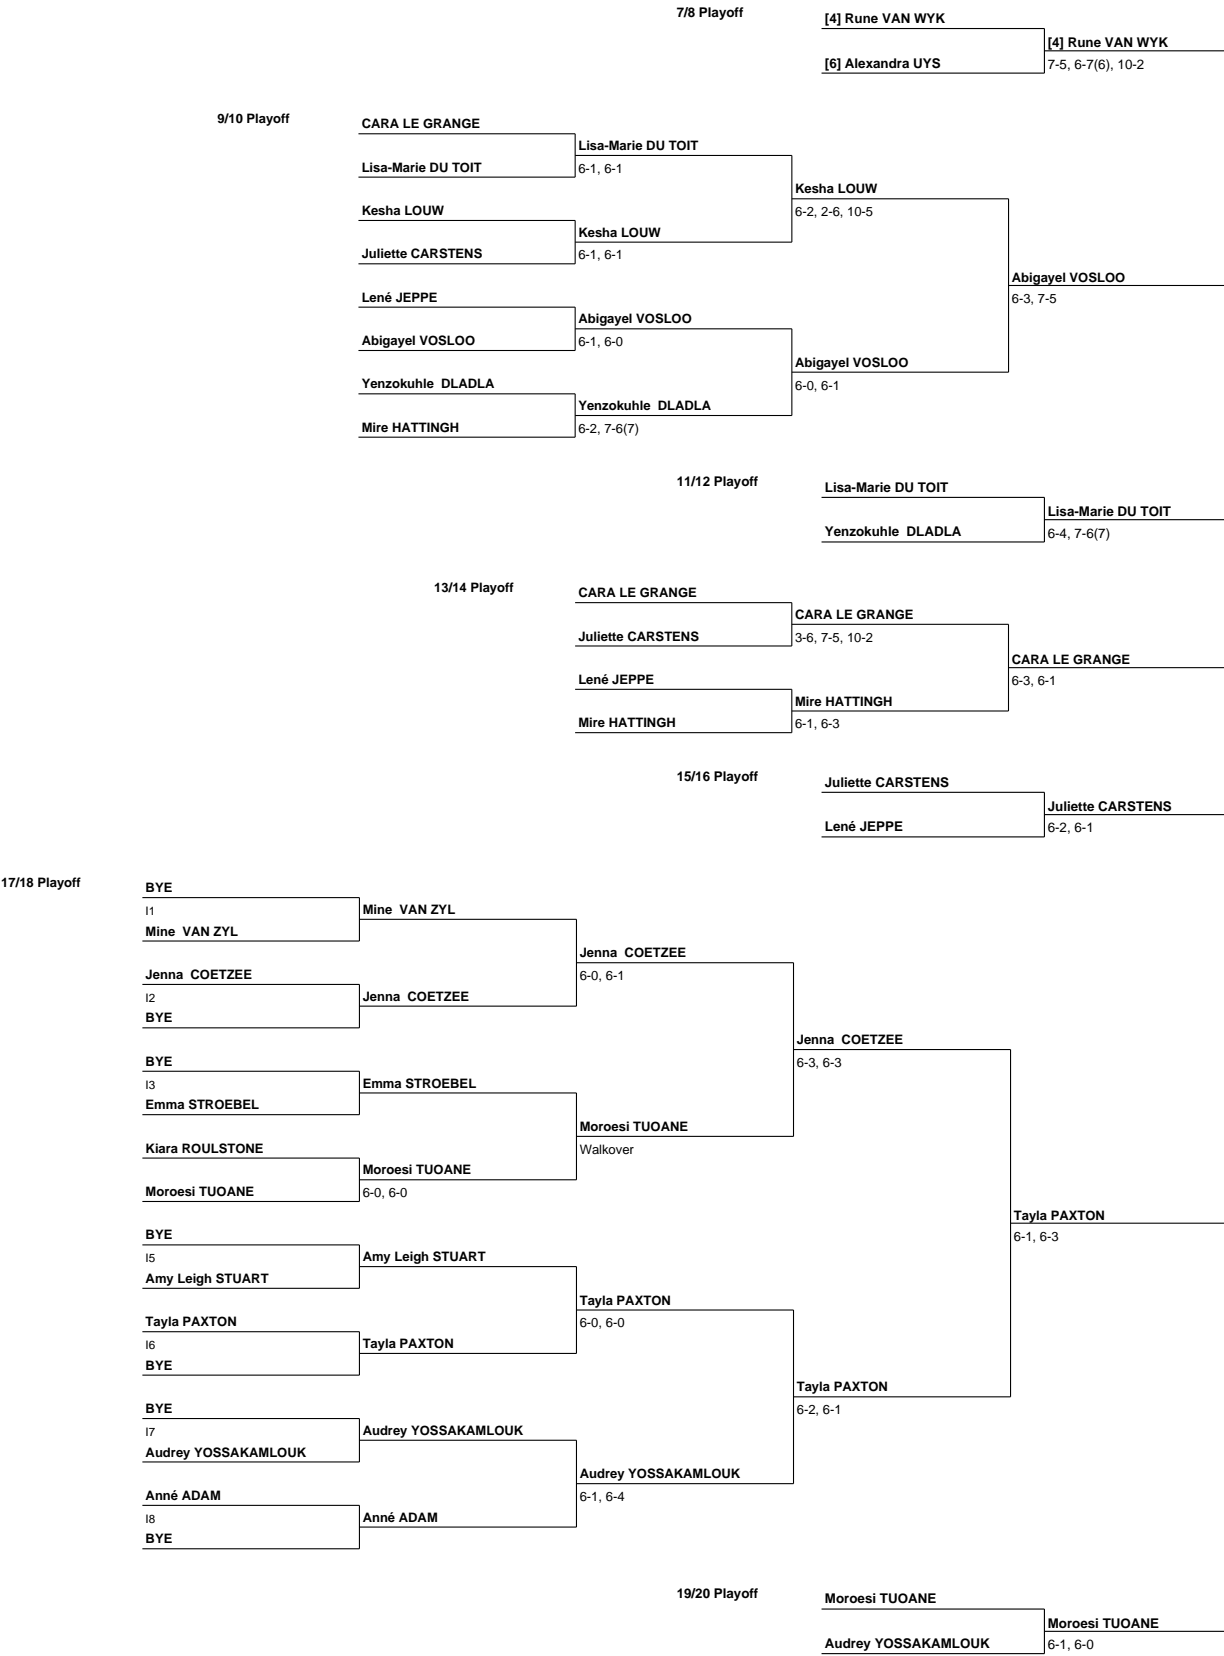 7/8 Playoff
[4] Rune VAN WYK
[4] Rune VAN WYK
[6] Alexandra UYS
7-5, 6-7(6), 10-2
9/10 Playoff
CARA LE GRANGE
Lisa-Marie DU TOIT
Lisa-Marie DU TOIT
6-1, 6-1
Kesha LOUW
Kesha LOUW
6-2, 2-6, 10-5
Kesha LOUW
Juliette CARSTENS
6-1, 6-1
Abigayel VOSLOO
Lené JEPPE
6-3, 7-5
Abigayel VOSLOO
Abigayel VOSLOO
6-1, 6-0
Abigayel VOSLOO
Yenzokuhle DLADLA
6-0, 6-1
Yenzokuhle DLADLA
Mire HATTINGH
6-2, 7-6(7)
11/12 Playoff
Lisa-Marie DU TOIT
Lisa-Marie DU TOIT
Yenzokuhle DLADLA
6-4, 7-6(7)
13/14 Playoff
CARA LE GRANGE
CARA LE GRANGE
Juliette CARSTENS
3-6, 7-5, 10-2
CARA LE GRANGE
Lené JEPPE
6-3, 6-1
Mire HATTINGH
Mire HATTINGH
6-1, 6-3
15/16 Playoff
Juliette CARSTENS
Juliette CARSTENS
Lené JEPPE
6-2, 6-1
17/18 Playoff
BYE
I1
Mine VAN ZYL
Mine VAN ZYL
Jenna COETZEE
Jenna COETZEE
6-0, 6-1
I2
Jenna COETZEE
BYE
Jenna COETZEE
BYE
6-3, 6-3
I3
Emma STROEBEL
Emma STROEBEL
Moroesi TUOANE
Kiara ROULSTONE
Walkover
Moroesi TUOANE
Moroesi TUOANE
6-0, 6-0
Tayla PAXTON
BYE
6-1, 6-3
I5
Amy Leigh STUART
Amy Leigh STUART
Tayla PAXTON
Tayla PAXTON
6-0, 6-0
I6
Tayla PAXTON
BYE
Tayla PAXTON
BYE
6-2, 6-1
I7
Audrey YOSSAKAMLOUK
Audrey YOSSAKAMLOUK
Audrey YOSSAKAMLOUK
Anné ADAM
6-1, 6-4
I8
Anné ADAM
BYE
19/20 Playoff
Moroesi TUOANE
Moroesi TUOANE
Audrey YOSSAKAMLOUK
6-1, 6-0